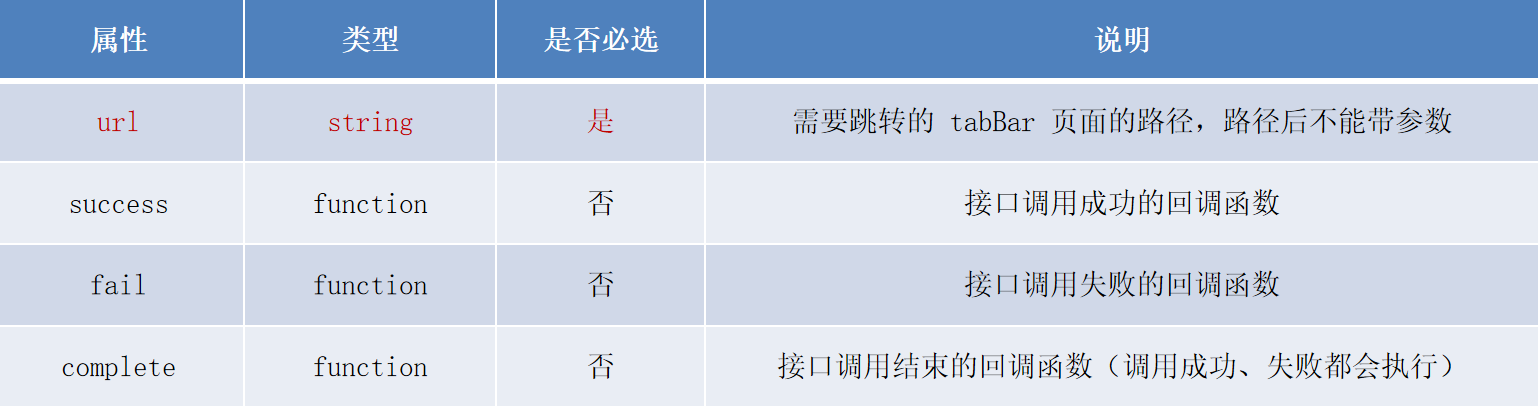 属性 类型 是否必选 说明
url string 是 需要跳转的 tabBar 页面的路径，路径后不能带参数
success function 否 接口调用成功的回调函数
fail function 否 接口调用失败的回调函数
complete function 否 接口调用结束的回调函数（调用成功、失败都会执行）